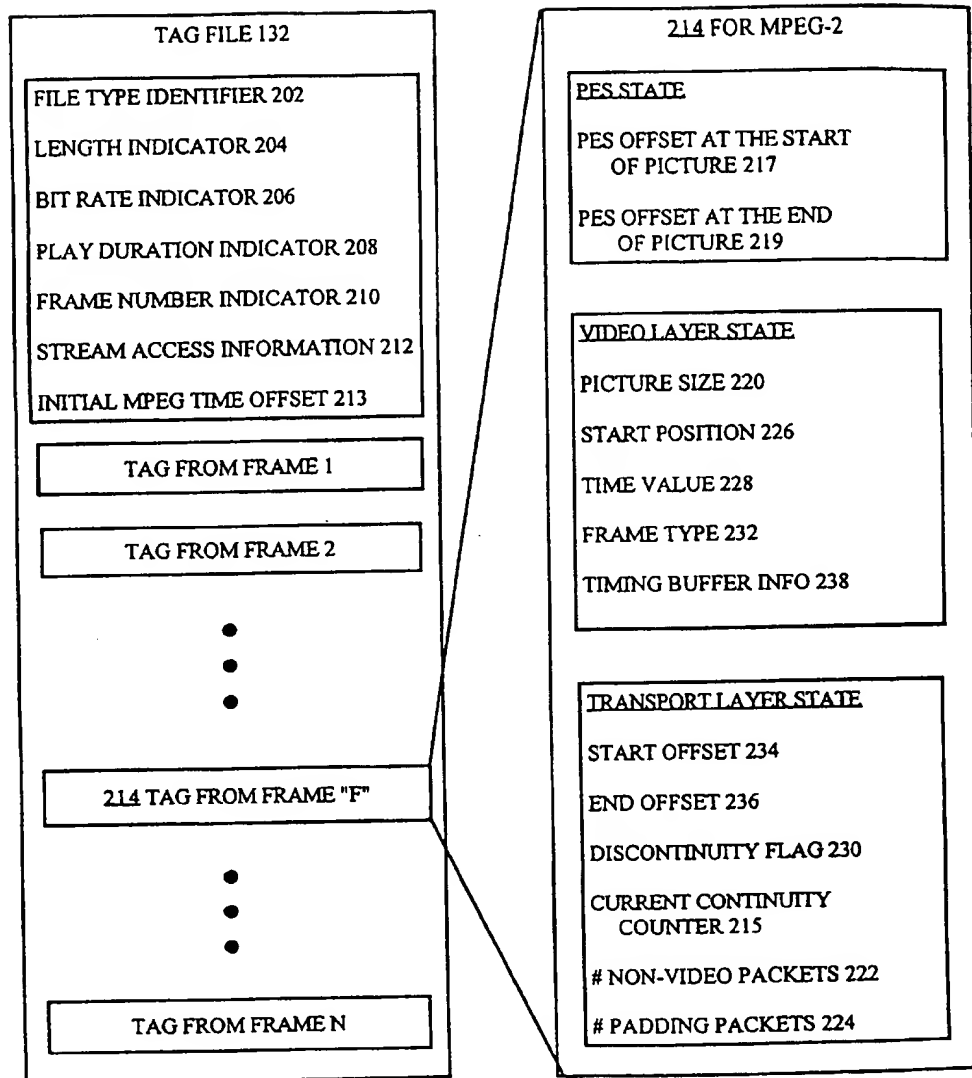 TAG FILE 132
FILE TYPE IDENTIFIER 202
LENGTH INDICATOR 204
BIT RATE INDICATOR 206
PLAY DURATION INDICATOR 208
FRAME NUMBER INDICATOR 210
STREAM ACCESS INFORMATION 212
INITIAL MPEG TIME OFFSET 213
TAG FROM FRAME 1
TAG FROM FRAME 2
214 TAG FROM FRAME "F"
TAG FROM FRAME N
214 FOR MPEG-2
PES STATE
PES OFFSET AT THE START
OF PICTURE 217
PES OFFSET AT THE END
OF PICTURE 219
VIDEO LAYER STATE
PICTURE SIZE 220
START POSITION 226
TIME VALUE 228
FRAME TYPE 232
TIMING BUFFER INFO 238
TRANSPORT LAYER STATE
START OFFSET 234
END OFFSET 236
DISCONTINUITY FLAG 230
CURRENT CONTINUITY
COUNTER 215
# NON-VIDEO PACKETS 222
# PADDING PACKETS 224